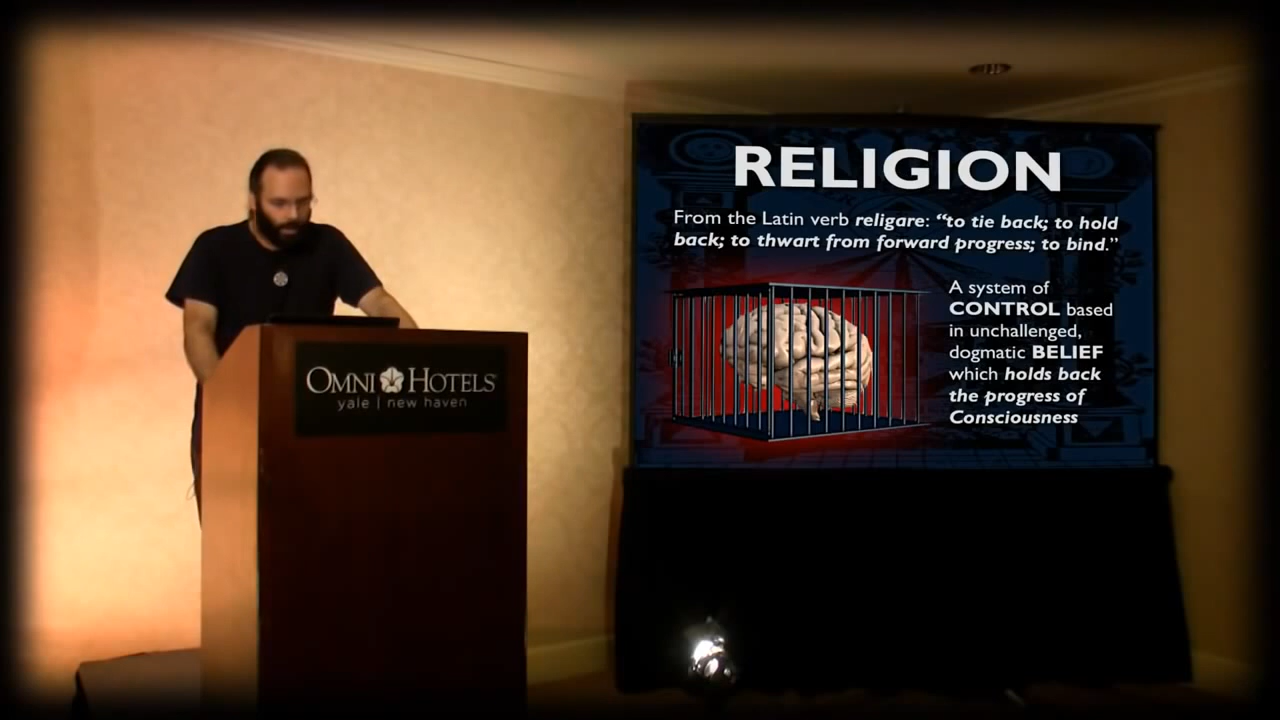 RELIGION
From the Latin verb religare: “to tie back; to hold
back; to thwart from forward progress; to bind.”
A system of
CONTROL based
in unchallenged,
dogmatic BELIEF
which holds back
the progress of
Consciousness
OMNI HOTELS
yale | new haven